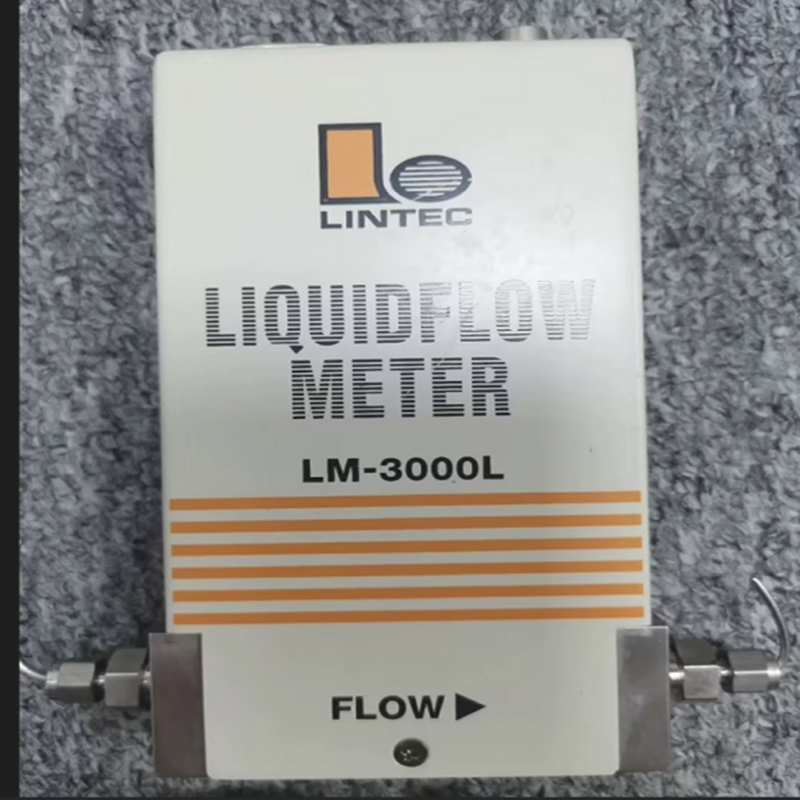 LINTEC
LIQUIDFLOW
METER
LM-3000L
FLOW ▶